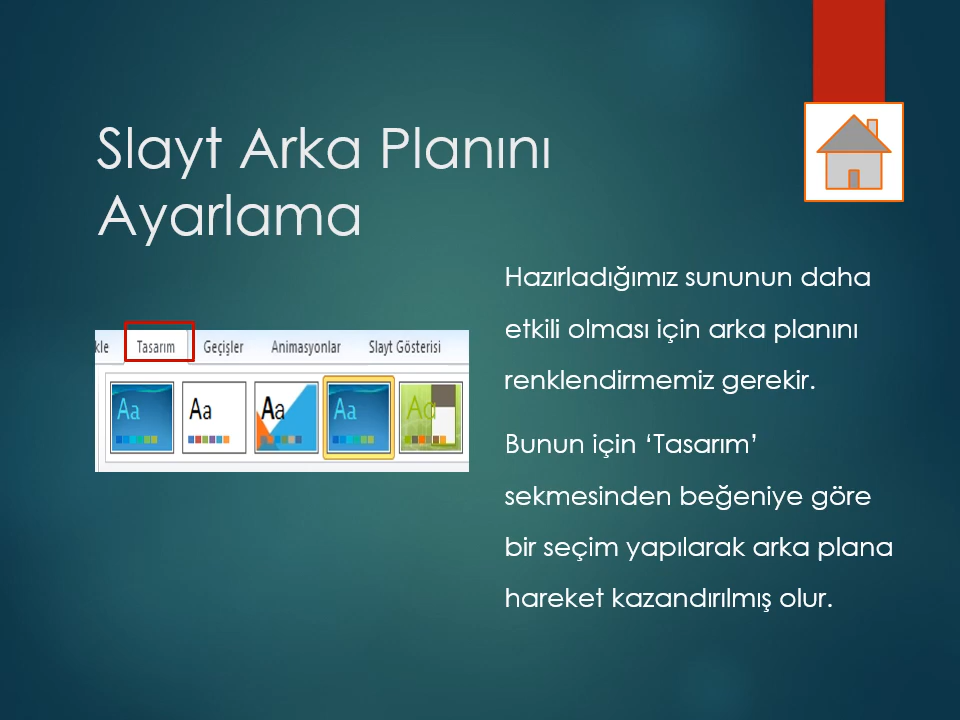 Slayt Arka Planını
Ayarlama
Hazırladığımız sununun daha
etkili olması için arka planını
renklendirmemiz gerekir.
Bunun için ‘Tasarım’
sekmesinden beğeniye göre
bir seçim yapılarak arka plana
hareket kazandırılmış olur.
kle Tasarım Geçişler Animasyonlar Slayt Gösterisi
Aa Aa Aa Aa Aa